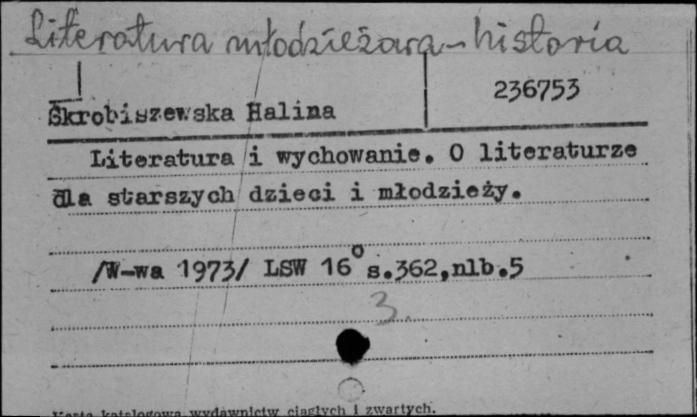 Literatura młodzieżowa - historia
236753
Skrobiszewska Halina
Literatura i wychowanie. O literaturze
dla starszych dzieci i młodzieży.
/W-wa 1973/ LSW 16° s.362,nlb.5
3.
Karta katalogowa wydawnictw ciągłych i zwartych.